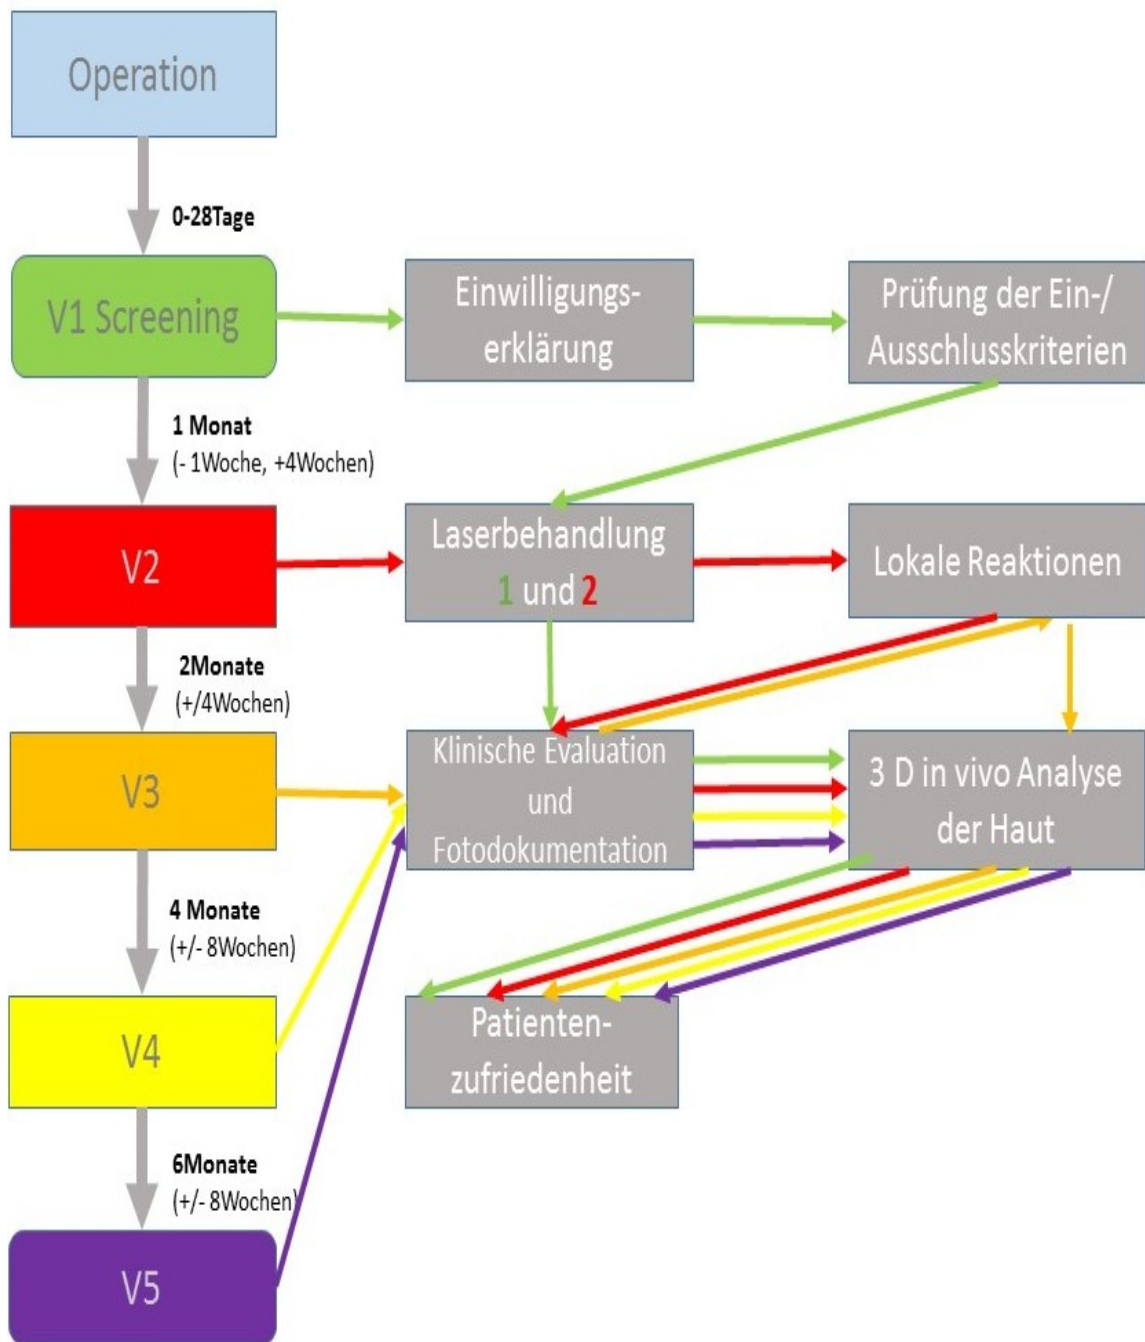 Operation
0-28Tage
V1 Screening
Einwilligungs-
erklärung
Prüfung der Ein-/
Ausschlusskriterien
1 Monat
(- 1Woche, +4Wochen)
V2
Laserbehandlung
1 und 2
Lokale Reaktionen
2Monate
(+/4Wochen)
V3
Klinische Evaluation
und
Fotodokumentation
3 D in vivo Analyse
der Haut
4 Monate
(+/- 8Wochen)
V4
Patienten-
zufriedenheit
6Monate
(+/- 8Wochen)
V5